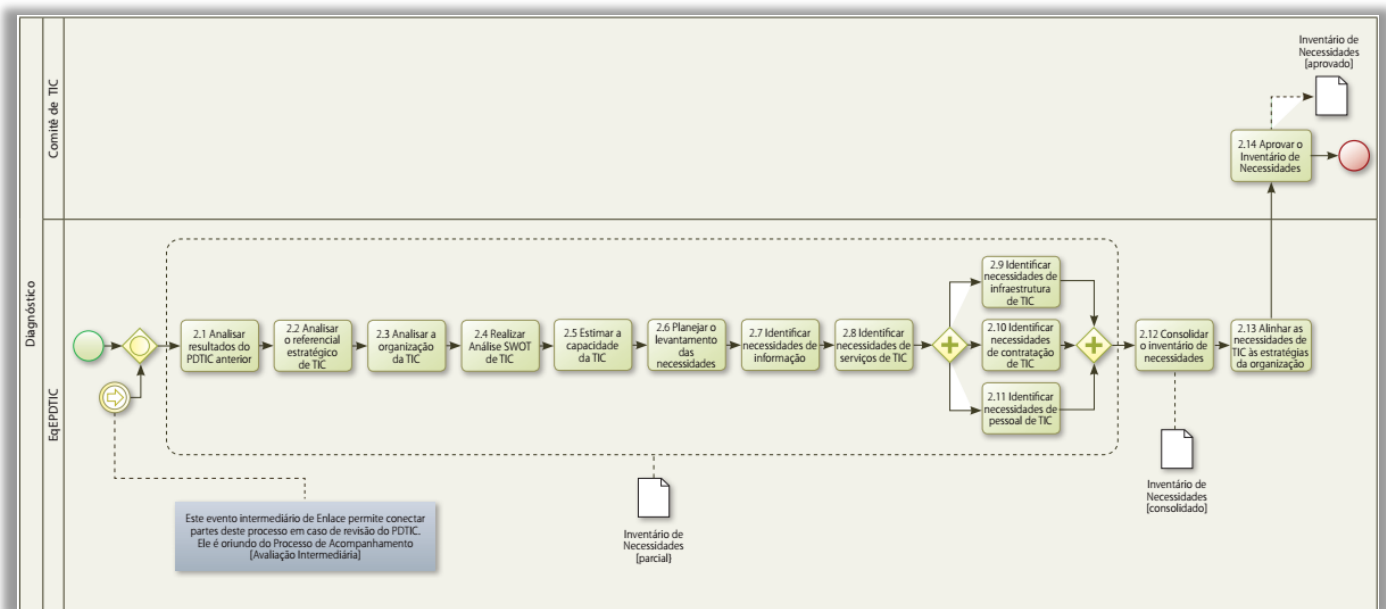 Diagnóstico
Comitê de TIC
Inventário de
Necessidades
[aprovado]
2.14 Aprovar o
Inventário de
Necessidades
EqEPDTIC
2.1 Analisar
resultados do
PDTIC anterior
2.2 Analisar
o referencial
estratégico
de TIC
2.3 Analisar a
organização
da TIC
2.4 Realizar
Análise SWOT
de TIC
2.5 Estimar a
capacidade
da TIC
2.6 Planejar o
levantamento
das
necessidades
2.7 Identificar
necessidades
de informação
2.8 Identificar
necessidades de
serviços de TIC
2.9 Identificar
necessidades de
infraestrutura
de TIC
2.10 Identificar
necessidades
de contratação
de TIC
2.11 Identificar
necessidades de
pessoal de TIC
2.12 Consolidar
o inventário de
necessidades
2.13 Alinhar as
necessidades de
TIC às estratégias
da organização
Este evento intermediário de Enlace permite conectar
partes deste processo em caso de revisão do PDTIC.
Ele é oriundo do Processo de Acompanhamento
[Avaliação Intermediária]
Inventário de
Necessidades
[parcial}
Inventário de
Necessidades
[consolidado]